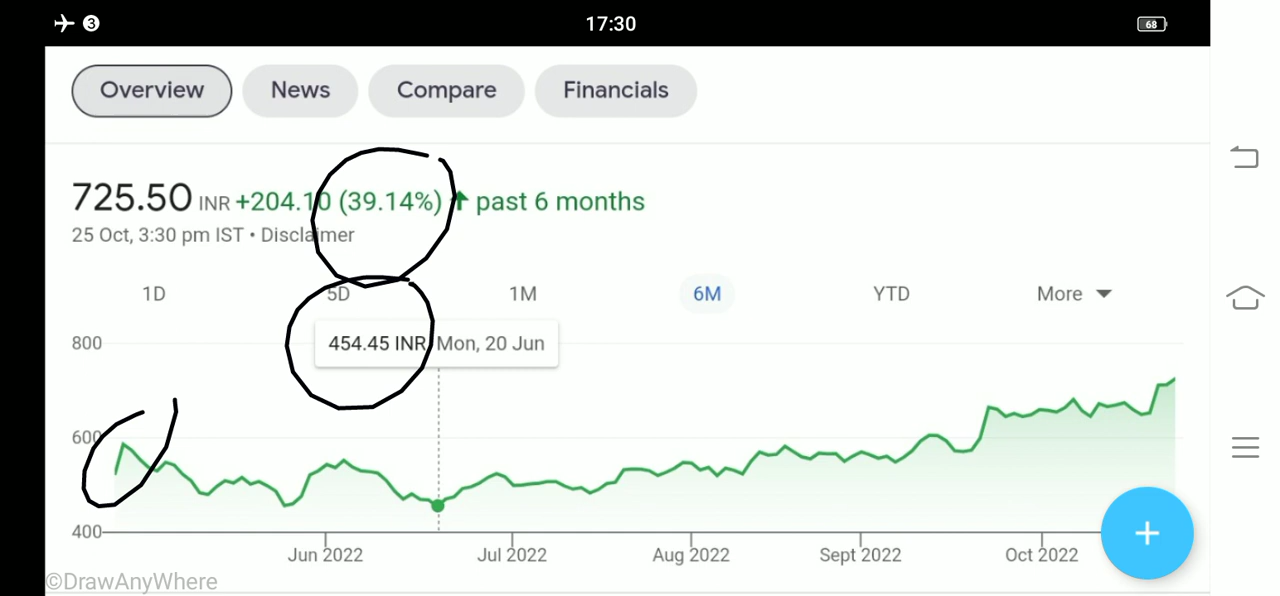 3 17:30 68
Overview News Compare Financials
725.50 INR +204.10 (39.14%) ↑ past 6 months
25 Oct, 3:30 pm IST • Disclaimer
1D 5D 1M 6M YTD More
800
454.45 INR Mon, 20 Jun
600
400
Jun 2022 Jul 2022 Aug 2022 Sept 2022 Oct 2022
+
©DrawAnyWhere